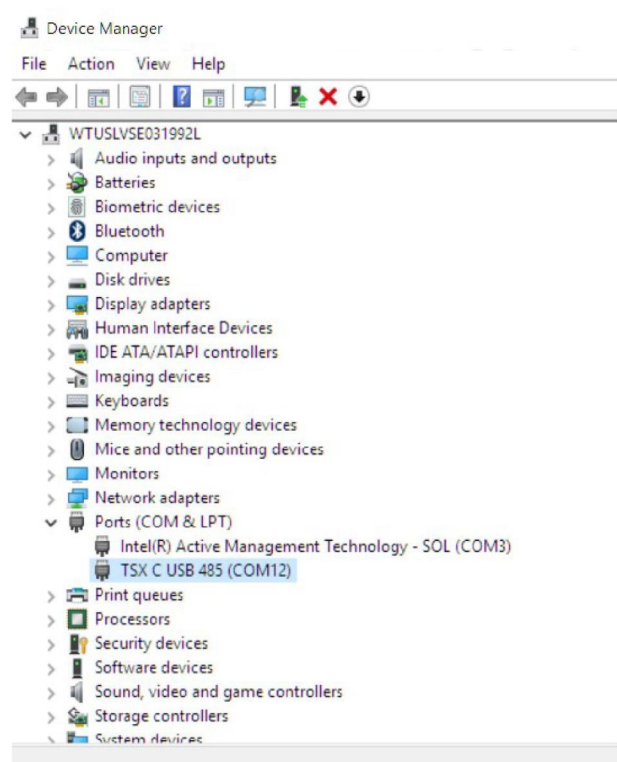 Device Manager
File Action View Help
WTUSLVSE031992L
Audio inputs and outputs
Batteries
Biometric devices
Bluetooth
Computer
Disk drives
Display adapters
Human Interface Devices
IDE ATA/ATAPI controllers
Imaging devices
Keyboards
Memory technology devices
Mice and other pointing devices
Monitors
Network adapters
Ports (COM & LPT)
Intel(R) Active Management Technology - SOL (COM3)
TSX C USB 485 (COM12)
Print queues
Processors
Security devices
Software devices
Sound, video and game controllers
Storage controllers
System devices